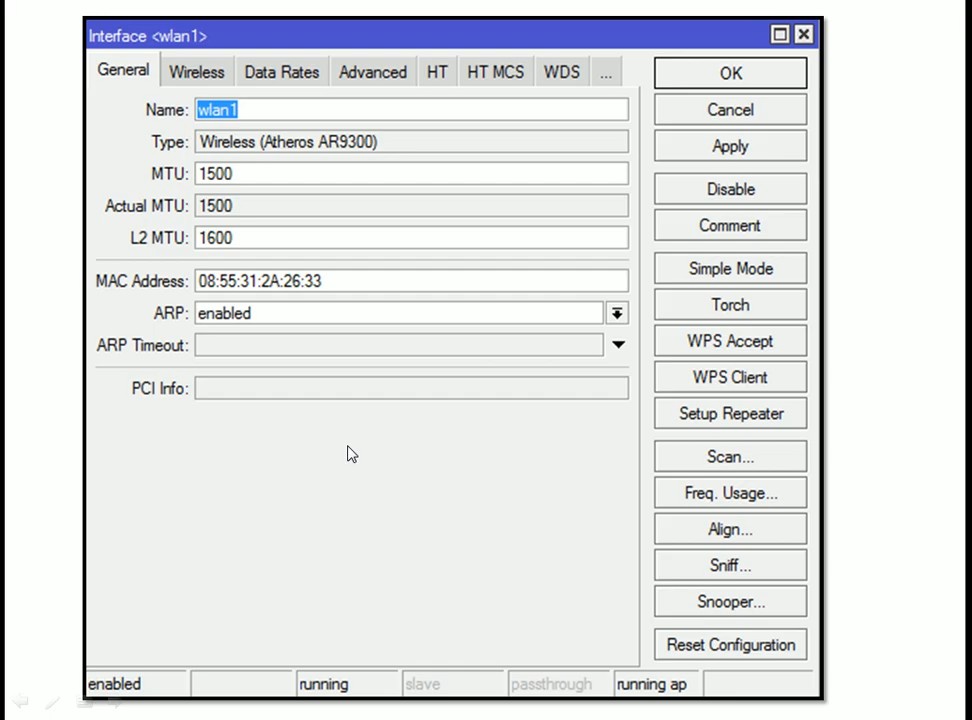 Interface <wlan1>
General Wireless Data Rates Advanced HT HT MCS WDS ...
Name: wlan1
Type: Wireless (Atheros AR9300)
MTU: 1500
Actual MTU: 1500
L2 MTU: 1600
MAC Address: 08:55:31:2A:26:33
ARP: enabled
ARP Timeout:
PCI Info:
OK
Cancel
Apply
Disable
Comment
Simple Mode
Torch
WPS Accept
WPS Client
Setup Repeater
Scan...
Freq. Usage...
Align...
Sniff...
Snooper...
Reset Configuration
enabled running slave passthrough running ap